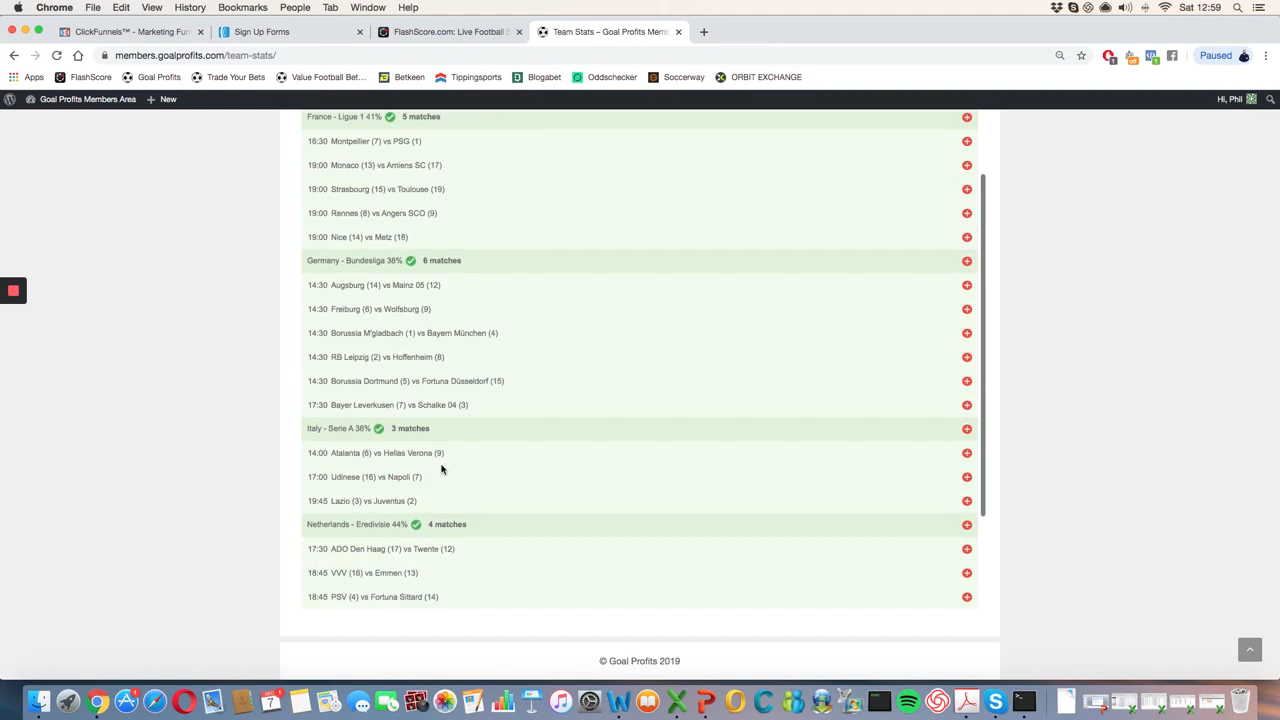 Chrome File Edit View History Bookmarks People Tab Window Help Sat 12:59
ClickFunnels™ - Marketing Fun Sign Up Forms FlashScore.com: Live Football S Team Stats – Goal Profits Memb
members.goalprofits.com/team-stats/ Paused
Apps FlashScore Goal Profits Trade Your Bets Value Football Bet... Betkeen Tippingsports Blogabet Oddschecker Soccerway ORBIT EXCHANGE
Goal Profits Members Area New Hi, Phil
France - Ligue 1 41% 5 matches
16:30 Montpellier (7) vs PSG (1)
19:00 Monaco (13) vs Amiens SC (17)
19:00 Strasbourg (15) vs Toulouse (19)
19:00 Rennes (8) vs Angers SCO (9)
19:00 Nice (14) vs Metz (18)
Germany - Bundesliga 38% 6 matches
14:30 Augsburg (14) vs Mainz 05 (12)
14:30 Freiburg (6) vs Wolfsburg (9)
14:30 Borussia M'gladbach (1) vs Bayern München (4)
14:30 RB Leipzig (2) vs Hoffenheim (8)
14:30 Borussia Dortmund (5) vs Fortuna Düsseldorf (15)
17:30 Bayer Leverkusen (7) vs Schalke 04 (3)
Italy - Serie A 36% 3 matches
14:00 Atalanta (6) vs Hellas Verona (9)
17:00 Udinese (16) vs Napoli (7)
19:45 Lazio (3) vs Juventus (2)
Netherlands - Eredivisie 44% 4 matches
17:30 ADO Den Haag (17) vs Twente (12)
18:45 VVV (16) vs Emmen (13)
18:45 PSV (4) vs Fortuna Sittard (14)
© Goal Profits 2019